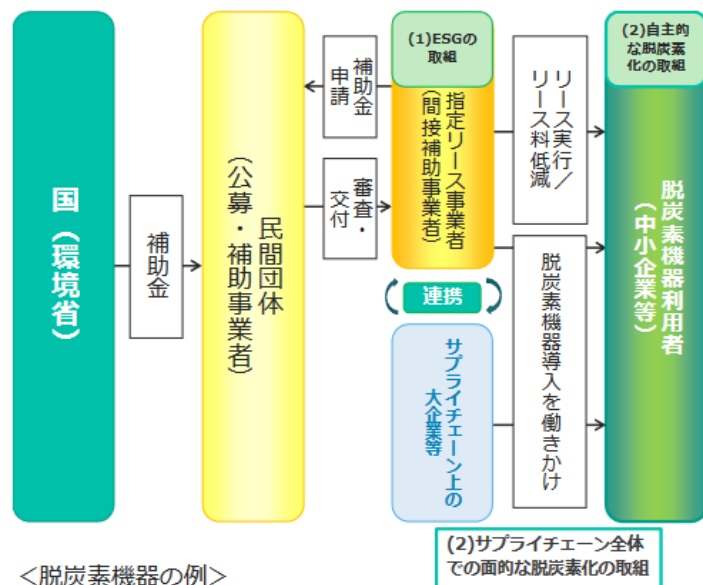 国（環境省）
補助金
民間団体
（公募・補助事業者）
補助金
申請
審査・
交付
(1)ESGの
取組
指定リース事業者
（間接補助事業者）
連携
サプライチェーン上の
大企業等
リース実行／
リース料低減
脱炭素機器導入を働きかけ
(2)自主的
な脱炭素
化の取組
脱炭素機器利用者
（中小企業等）
(2)サプライチェーン全体
での面的な脱炭素化の取組
＜脱炭素機器の例＞